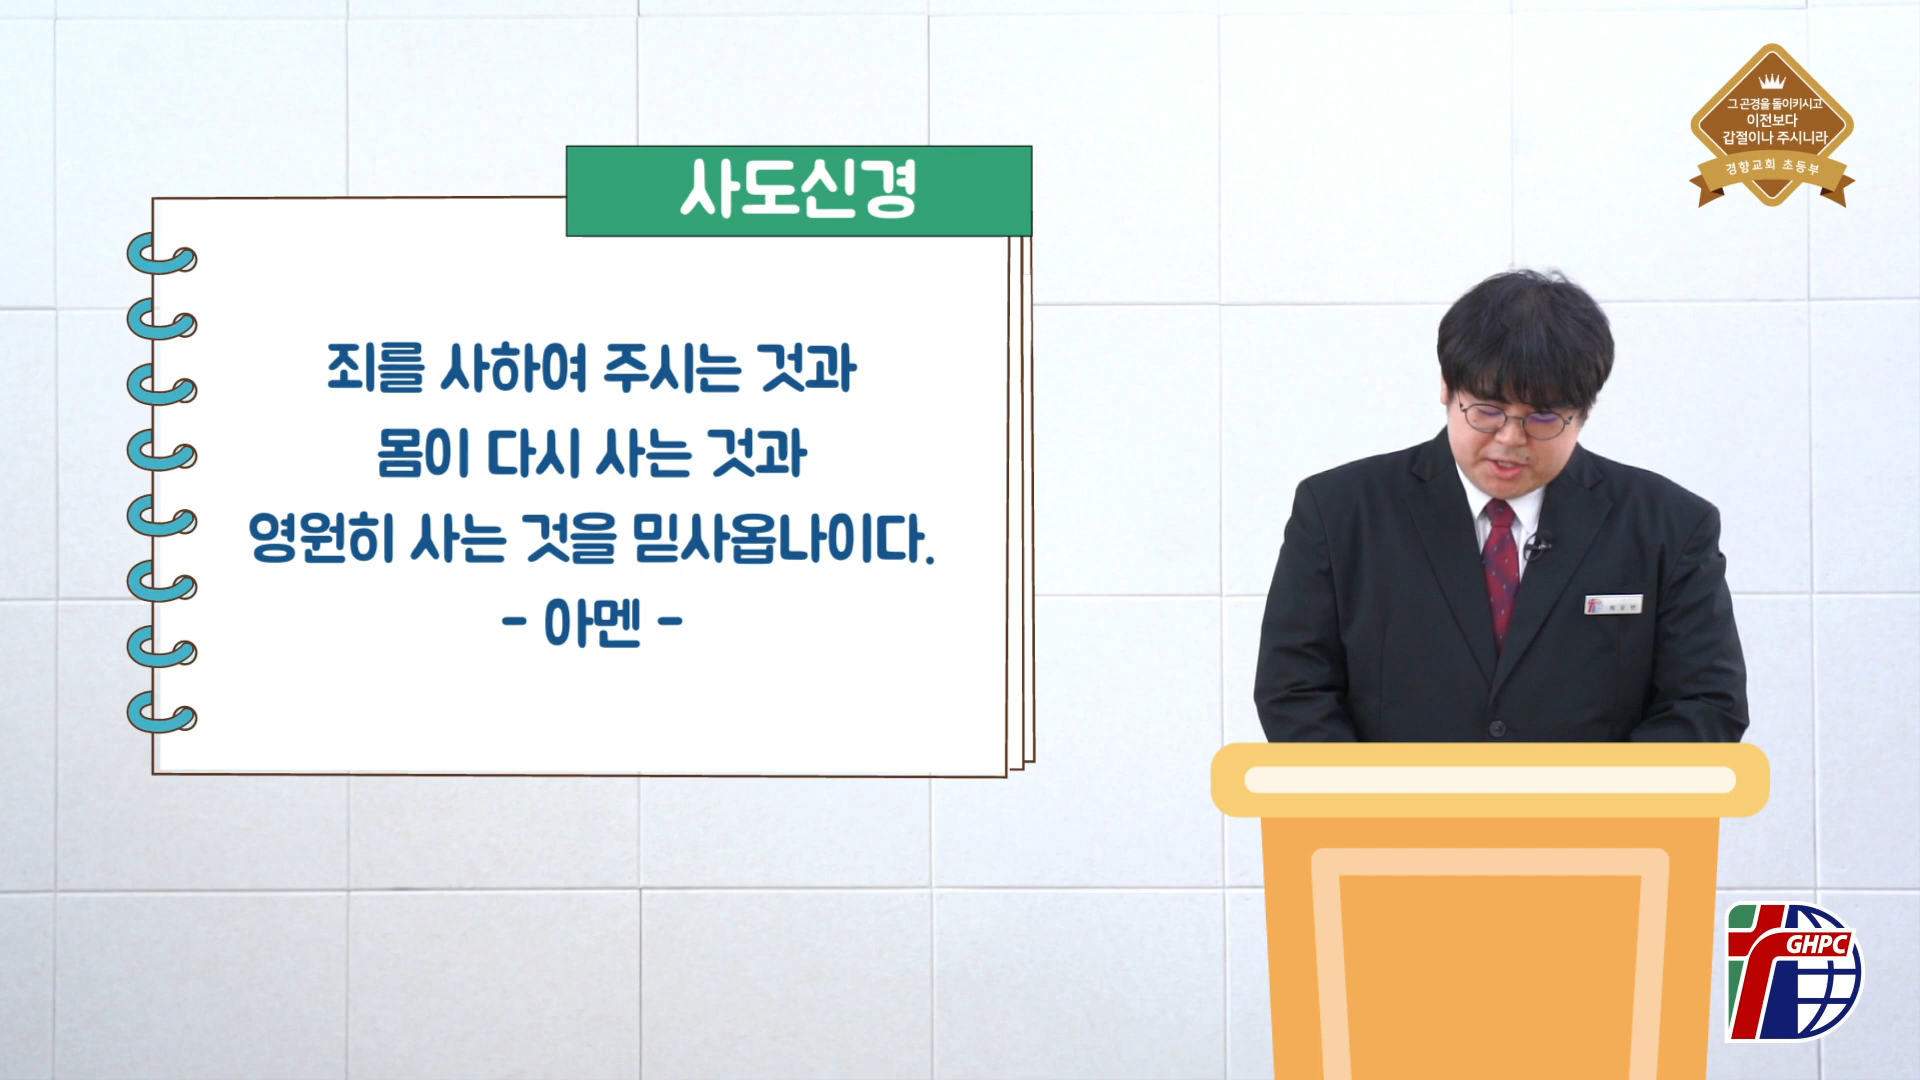 사도신경
죄를 사하여 주시는 것과
몸이 다시 사는 것과
영원히 사는 것을 믿사옵나이다.
- 아멘 -
그 곤경을 돌이키시고
이전보다
갑절이나 주시니라
경향교회 초등부
GHPC